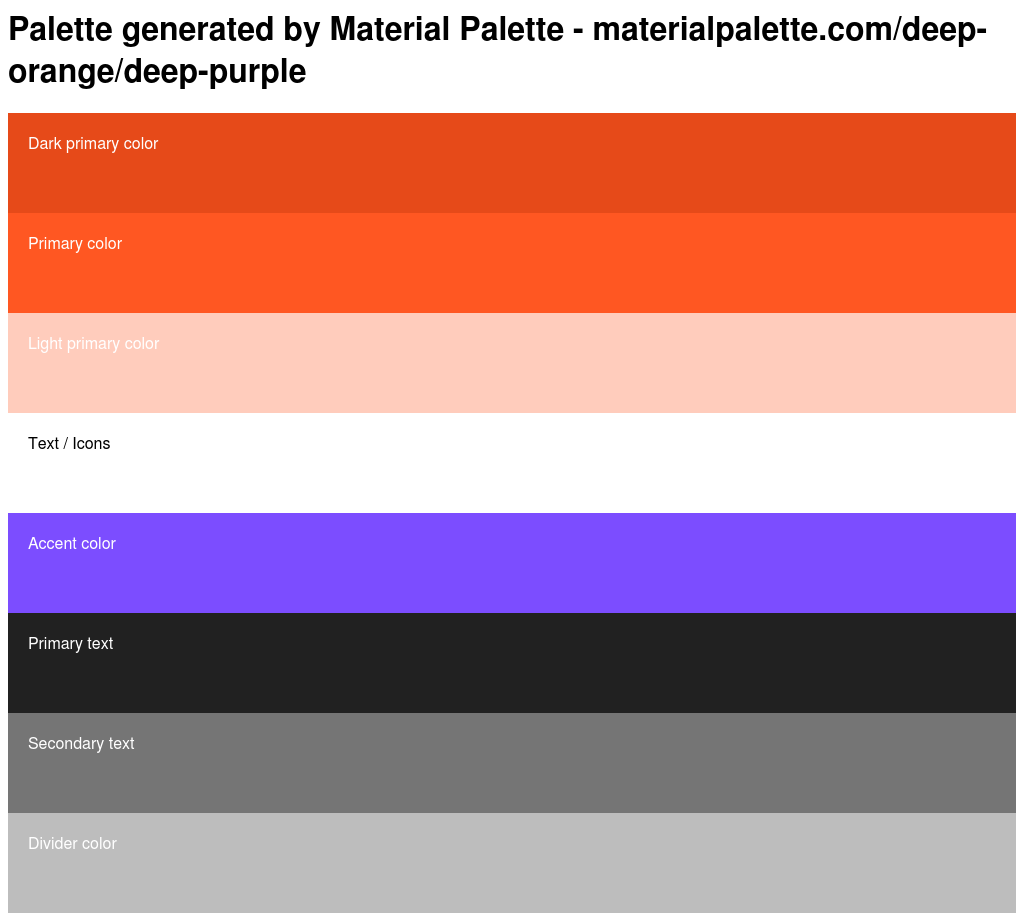 Palette generated by Material Palette - materialpalette.com/deep-
orange/deep-purple
Dark primary color
Primary color
Light primary color
Text / Icons
Accent color
Primary text
Secondary text
Divider color